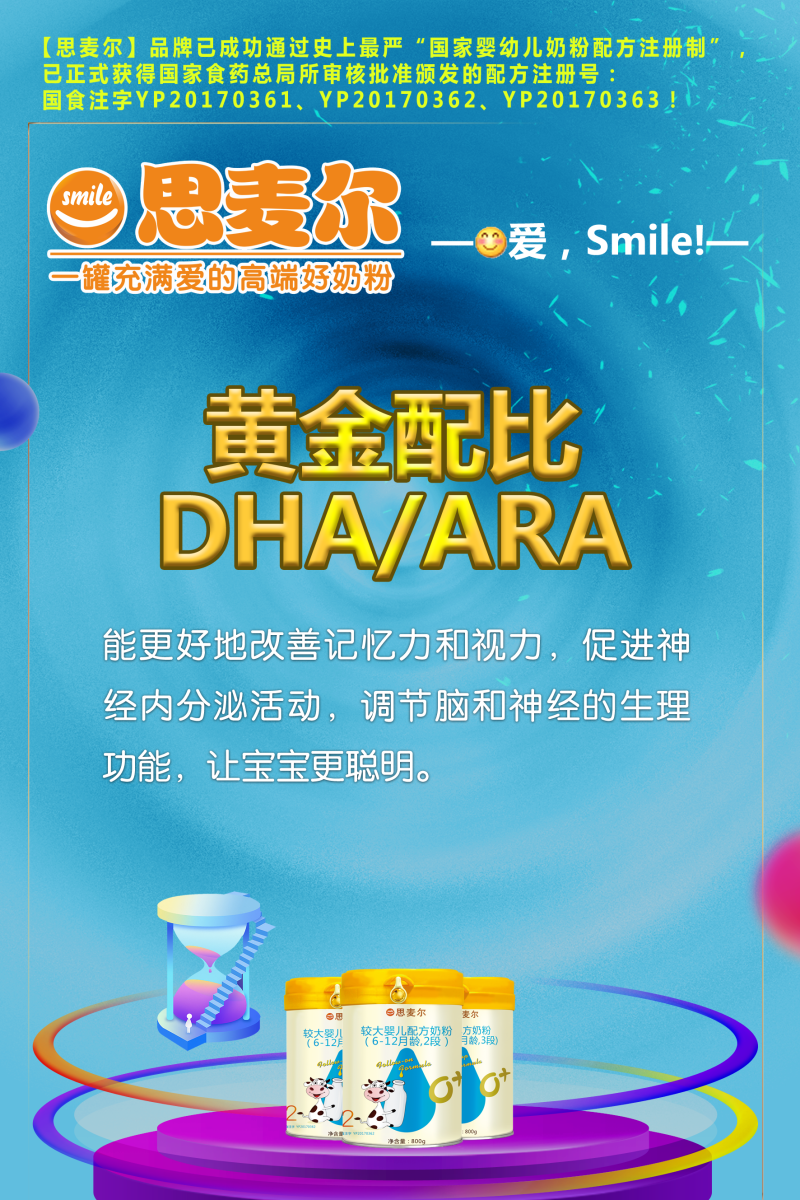 【思麦尔】品牌已成功通过史上最严“国家婴幼儿奶粉配方注册制”，
已正式获得国家食药总局所审核批准颁发的配方注册号：
国食注字YP20170361、YP20170362、YP20170363！
smile 思麦尔
一罐充满爱的高端好奶粉
—😊爱，Smile!—
黄金配比
DHA/ARA
能更好地改善记忆力和视力，促进神
经内分泌活动，调节脑和神经的生理
功能，让宝宝更聪明。
思麦尔
较大婴儿配方奶粉
（6-12月龄,2段）
Follow-on
Formula
净含量：800g